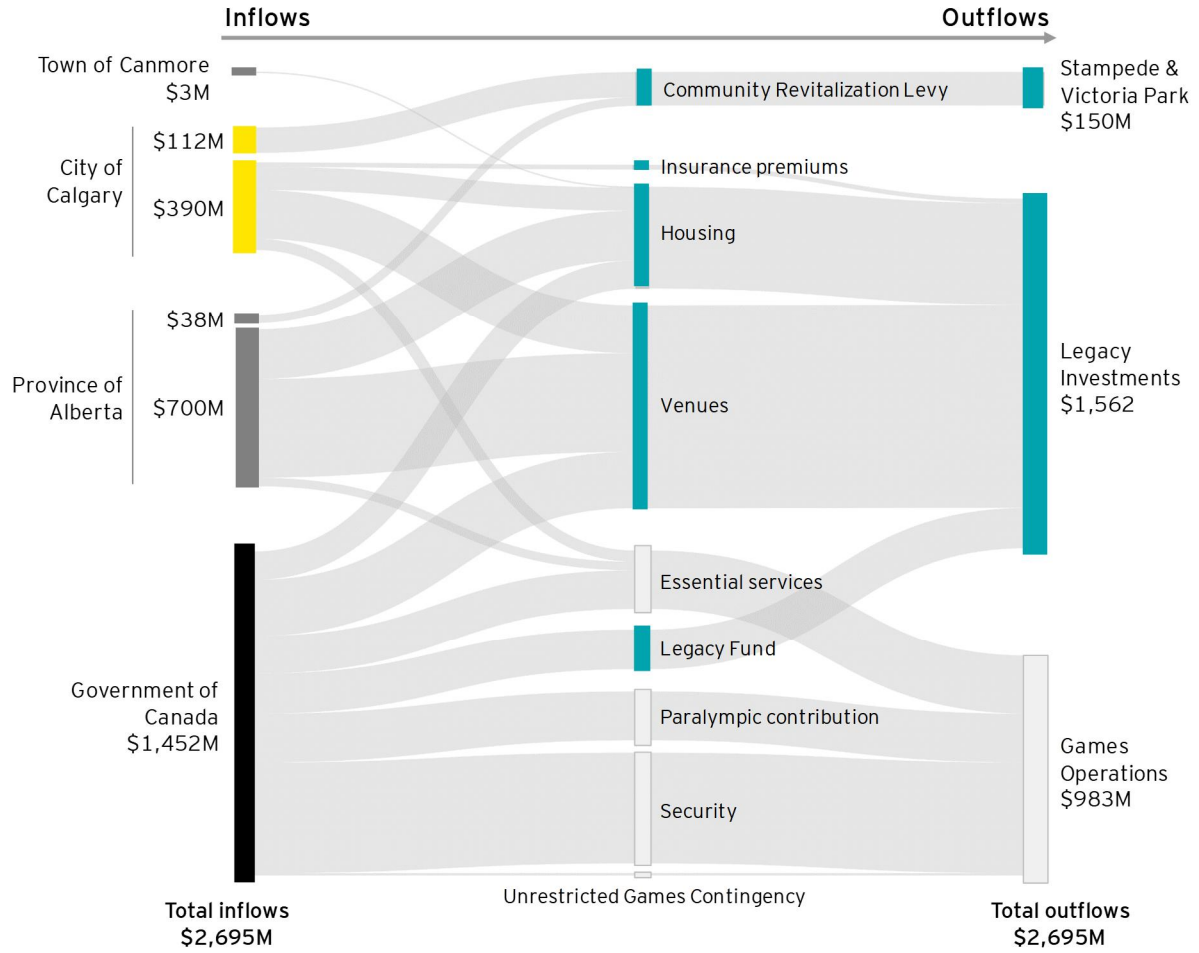 Inflows
Outflows
Town of Canmore
$3M
$112M
City of
Calgary
$390M
$38M
Province of
Alberta
$700M
Government of
Canada
$1,452M
Total inflows
$2,695M
Community Revitalization Levy
Insurance premiums
Housing
Venues
Essential services
Legacy Fund
Paralympic contribution
Security
Unrestricted Games Contingency
Stampede &
Victoria Park
$150M
Legacy
Investments
$1,562
Games
Operations
$983M
Total outflows
$2,695M